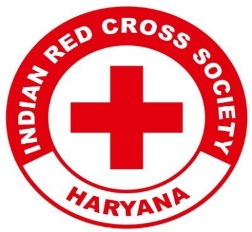 INDIAN RED CROSS SOCIETY
HARYANA